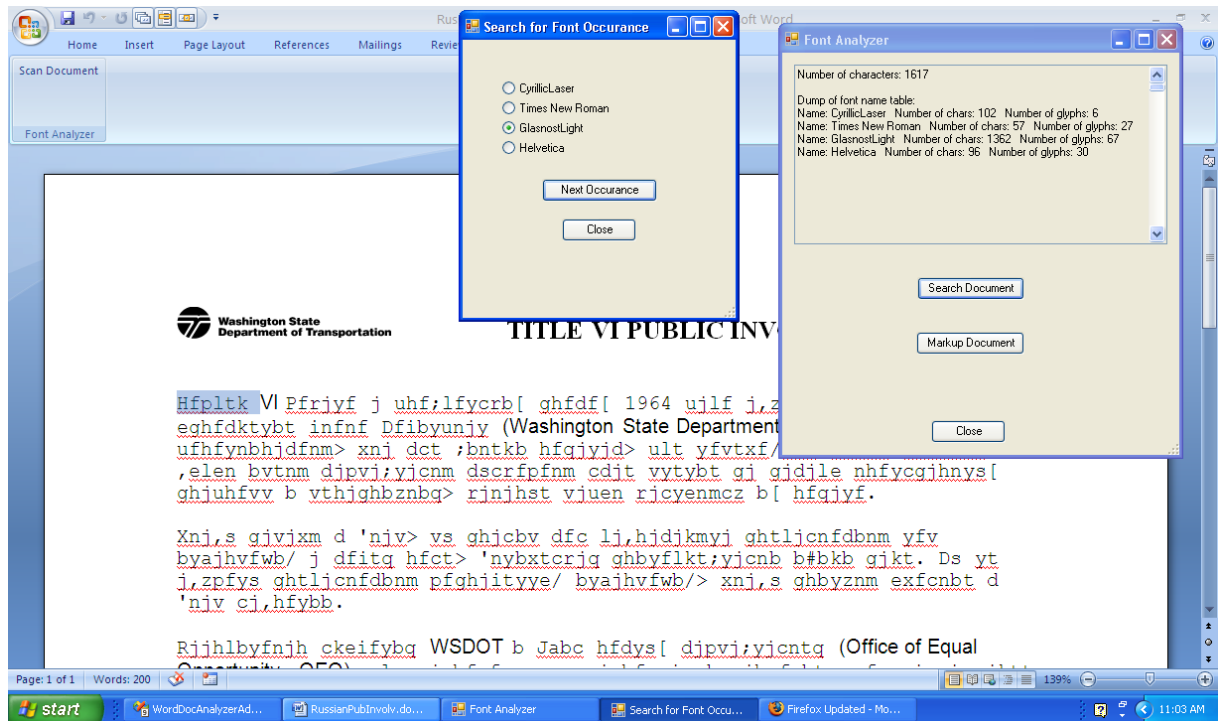 Rus
oft Word
Home Insert Page Layout References Mailings Revie
Scan Document
Font Analyzer
Search for Font Occurance
CyrillicLaser
Times New Roman
GlasnostLight
Helvetica
Next Occurance
Close
Font Analyzer
Number of characters: 1617
Dump of font name table:
Name: CyrillicLaser Number of chars: 102 Number of glyphs: 6
Name: Times New Roman Number of chars: 57 Number of glyphs: 27
Name: GlasnostLight Number of chars: 1362 Number of glyphs: 67
Name: Helvetica Number of chars: 96 Number of glyphs: 30
Search Document
Markup Document
Close
Washington State
Department of Transportation
TITLE VI PUBLIC INV
Hfpltk VI Pfrjyf j uhf;lfycrb[ ghfdf[ 1964 ujlf j,z
eghfdktybt infnf Dfibyunjy (Washington State Department
ufhfynbhjdfnm> xnj dct ;bntkb hfqjyjd> ult yfvtxf/
,elen bvtnm djpvj;yjcnm dscrfpfnm cdjt vytybt gj gjdjle nhfycgjhnys[
ghjuhfvv b vthjghbznbq> rjnjhst vjuen rjcyenmcz b[ hfqjyf.
Xnj,s gjvjxm d 'njv> vs ghjcbv dfc lj,hjdjkmyj ghtljcnfdbnm yfv
byajhvfwb/ j dfitq hfct> 'nybxtcrjq ghbyflkt;yjcnb b#bkb gjkt. Ds yt
j,zpfys ghtljcnfdbnm pfghjityye/ byajhvfwb/> xnj,s ghbyznm exfcnbt d
'njv cj,hfybb.
Rjjhlbyfnjh ckeifybq WSDOT b Jabc hfdys[ djpvj;yjcntq (Office of Equal
Page: 1 of 1 Words: 200 139%
start WordDocAnalyzerAd... RussianPubInvolv.do... Font Analyzer Search for Font Occu... Firefox Updated - Mo... 11:03 AM